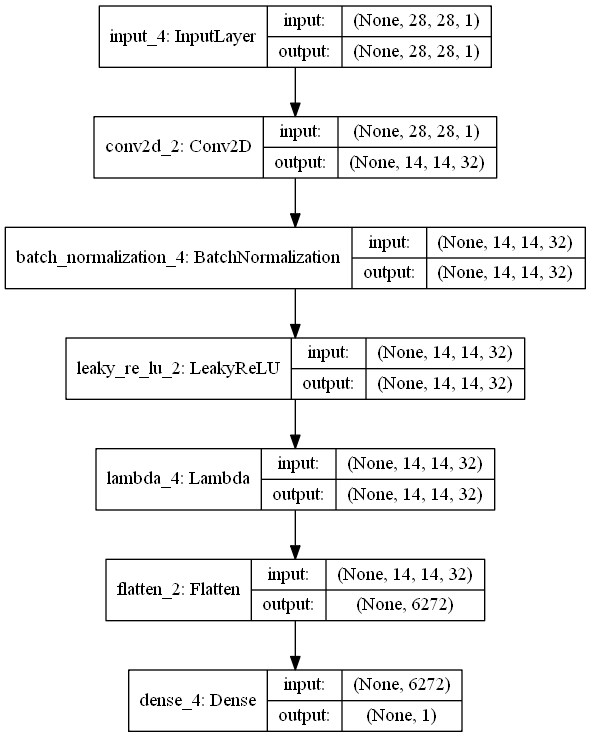 input_4: InputLayer
input: (None, 28, 28, 1)
output: (None, 28, 28, 1)
conv2d_2: Conv2D
input: (None, 28, 28, 1)
output: (None, 14, 14, 32)
batch_normalization_4: BatchNormalization
input: (None, 14, 14, 32)
output: (None, 14, 14, 32)
leaky_re_lu_2: LeakyReLU
input: (None, 14, 14, 32)
output: (None, 14, 14, 32)
lambda_4: Lambda
input: (None, 14, 14, 32)
output: (None, 14, 14, 32)
flatten_2: Flatten
input: (None, 14, 14, 32)
output: (None, 6272)
dense_4: Dense
input: (None, 6272)
output: (None, 1)